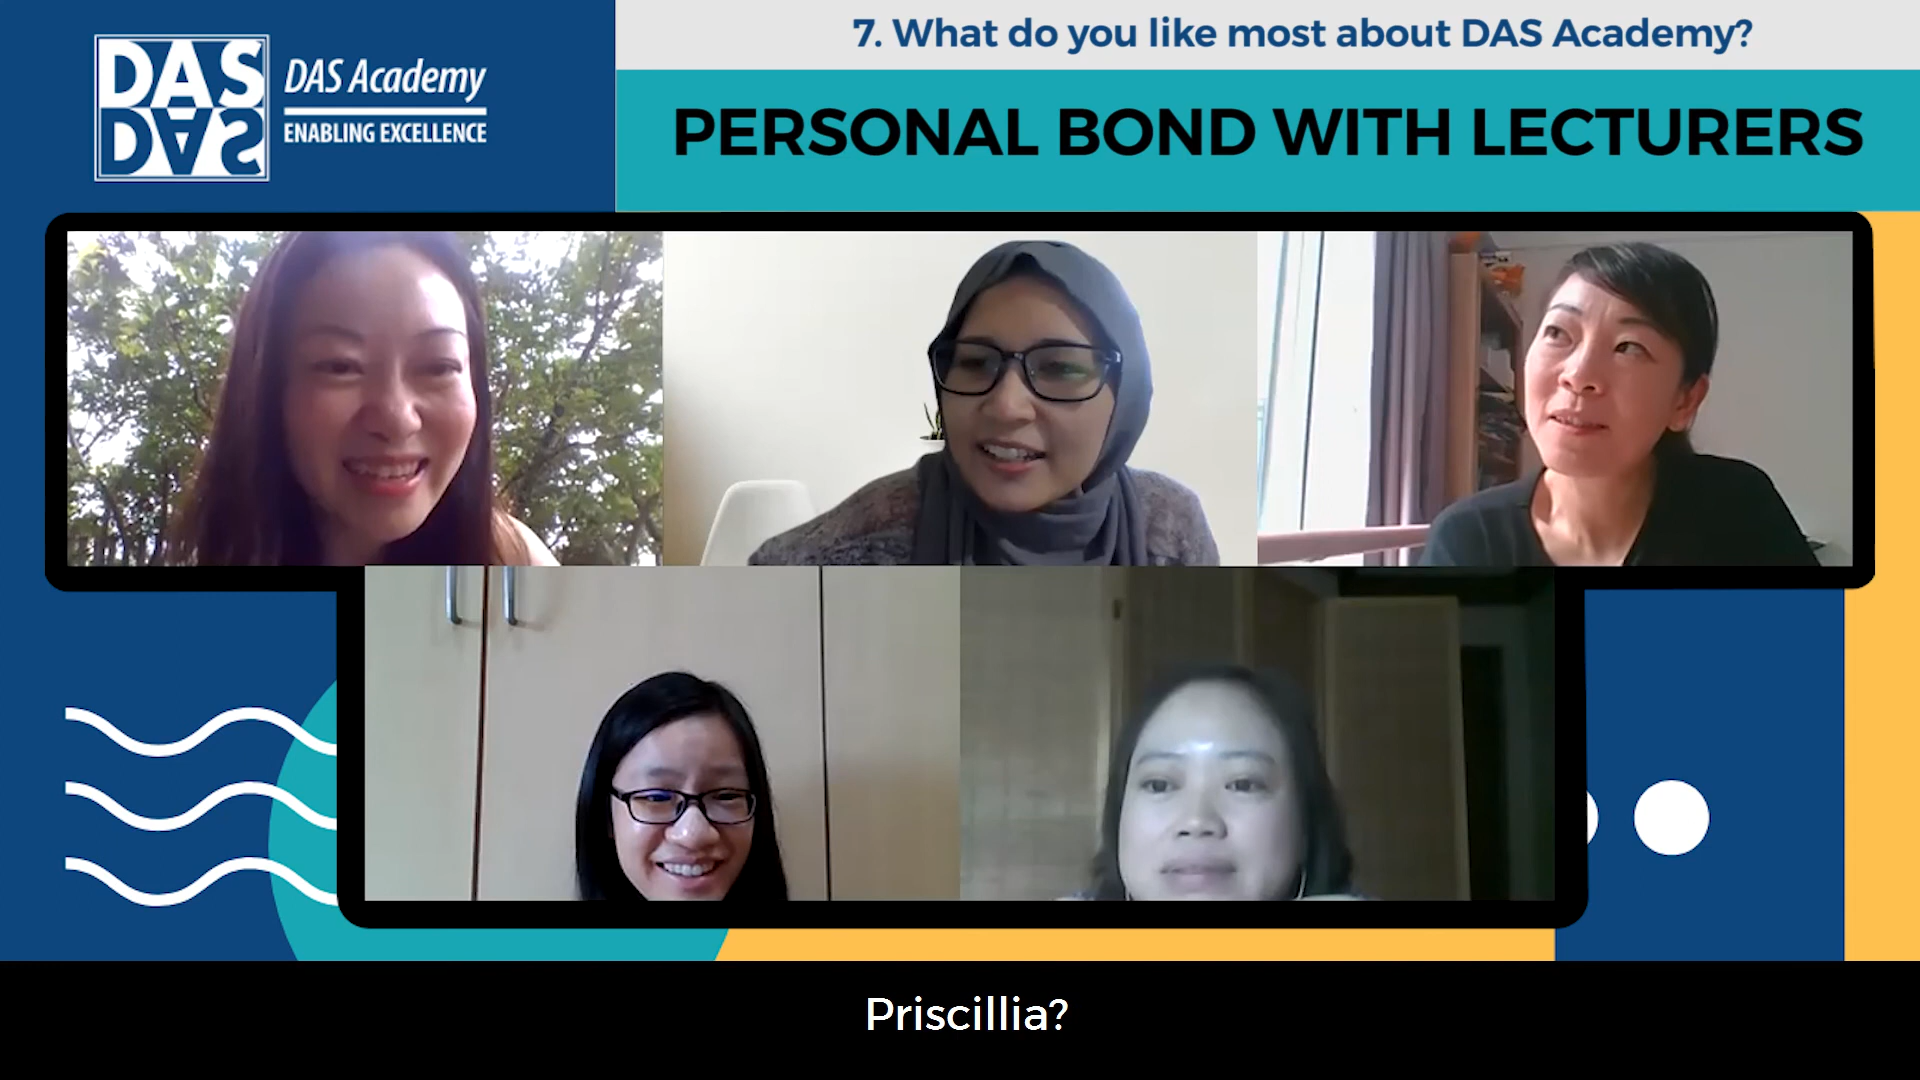 DAS
DAS
DAS Academy
ENABLING EXCELLENCE
7. What do you like most about DAS Academy?
PERSONAL BOND WITH LECTURERS
Priscillia?